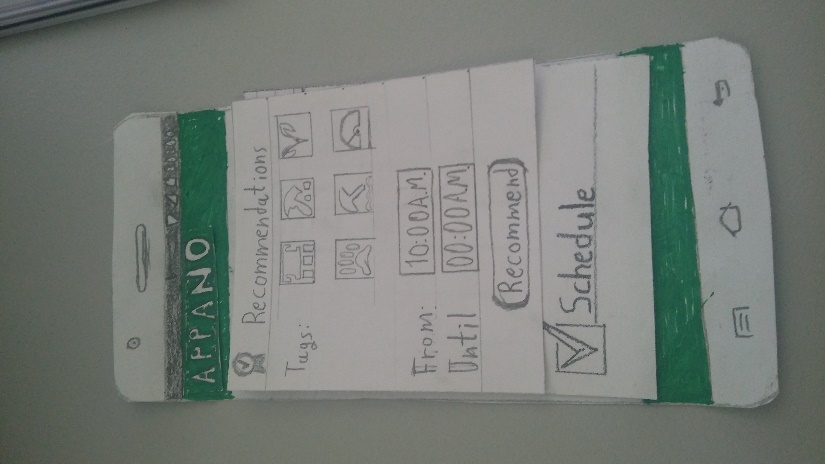 APPANO
Recommendations
Tags:
From: 10:00A.M.
Until 00:00AM
Recommend
Schedule